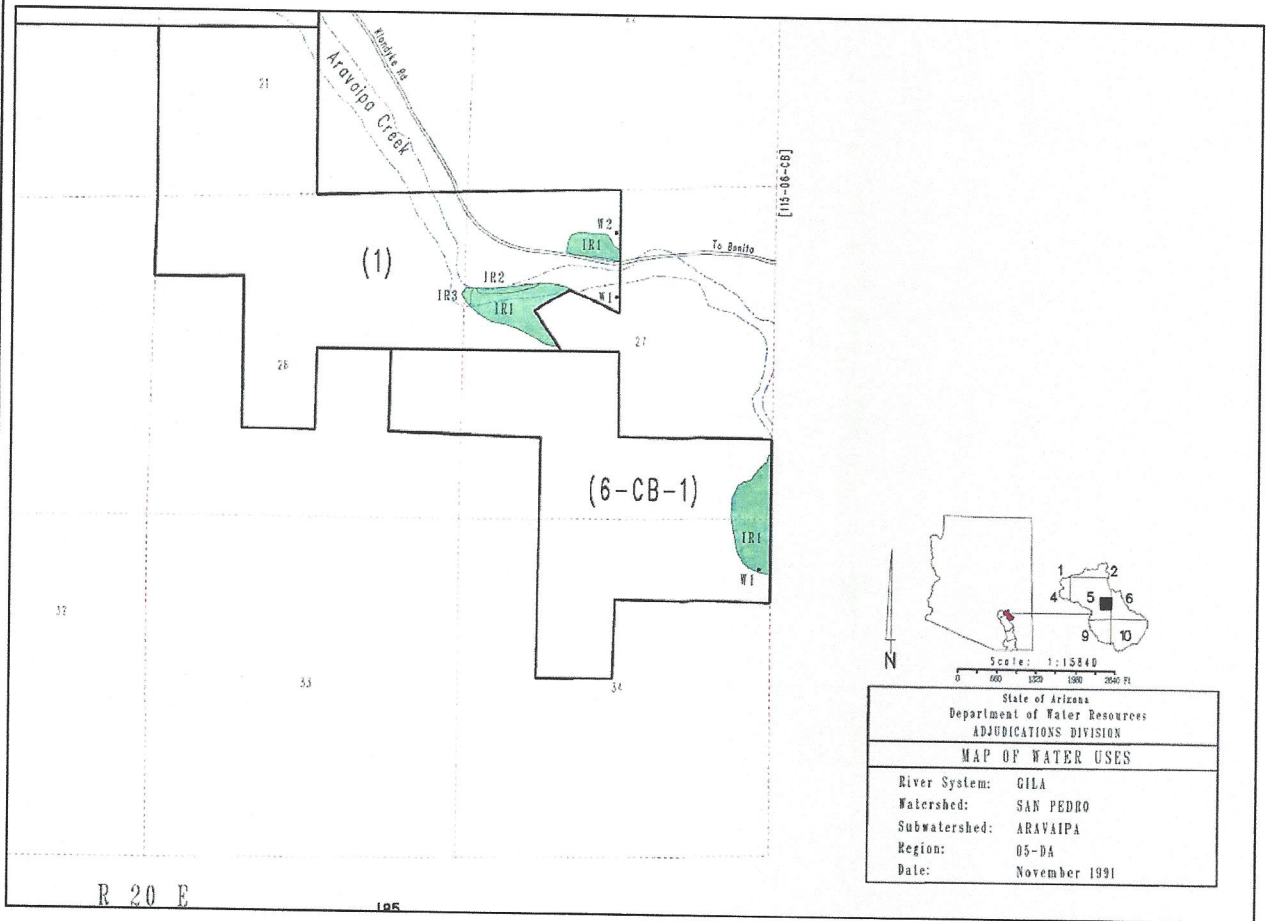 21
Klondyke Rd
Aravaipa Creek
[115-06-CB]
W2
IR1
To Bonita
(1)
IR2
IR3
IR1
W1
27
28
(6-CB-1)
IR1
W1
32
33
34
1 2
4 5 6
9 10
N
Scale: 1:15840
0 660 1320 1980 2640 Ft
State of Arizona
Department of Water Resources
ADJUDICATIONS DIVISION
MAP OF WATER USES
River System: GILA
Watershed: SAN PEDRO
Subwatershed: ARAVAIPA
Region: 05-DA
Date: November 1991
R 20 E